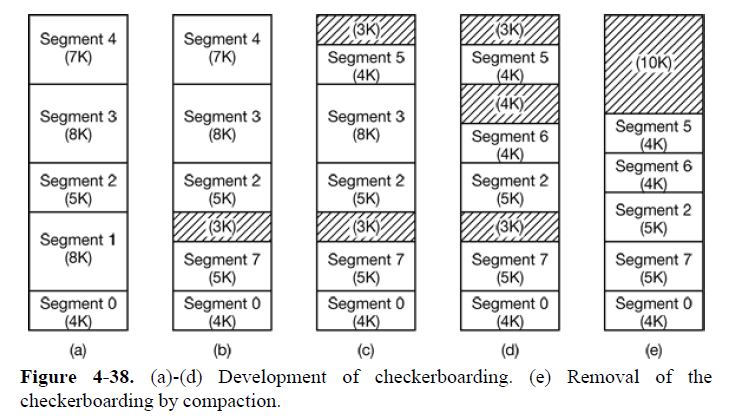 Segment 4
(7K)
Segment 3
(8K)
Segment 2
(5K)
Segment 1
(8K)
Segment 0
(4K)
(a)
Segment 4
(7K)
Segment 3
(8K)
Segment 2
(5K)
(3K)
Segment 7
(5K)
Segment 0
(4K)
(b)
(3K)
Segment 5
(4K)
Segment 3
(8K)
Segment 2
(5K)
(3K)
Segment 7
(5K)
Segment 0
(4K)
(c)
(3K)
Segment 5
(4K)
(4K)
Segment 6
(4K)
Segment 2
(5K)
(3K)
Segment 7
(5K)
Segment 0
(4K)
(d)
(10K)
Segment 5
(4K)
Segment 6
(4K)
Segment 2
(5K)
Segment 7
(5K)
Segment 0
(4K)
(e)
Figure 4-38. (a)-(d) Development of checkerboarding. (e) Removal of the
checkerboarding by compaction.